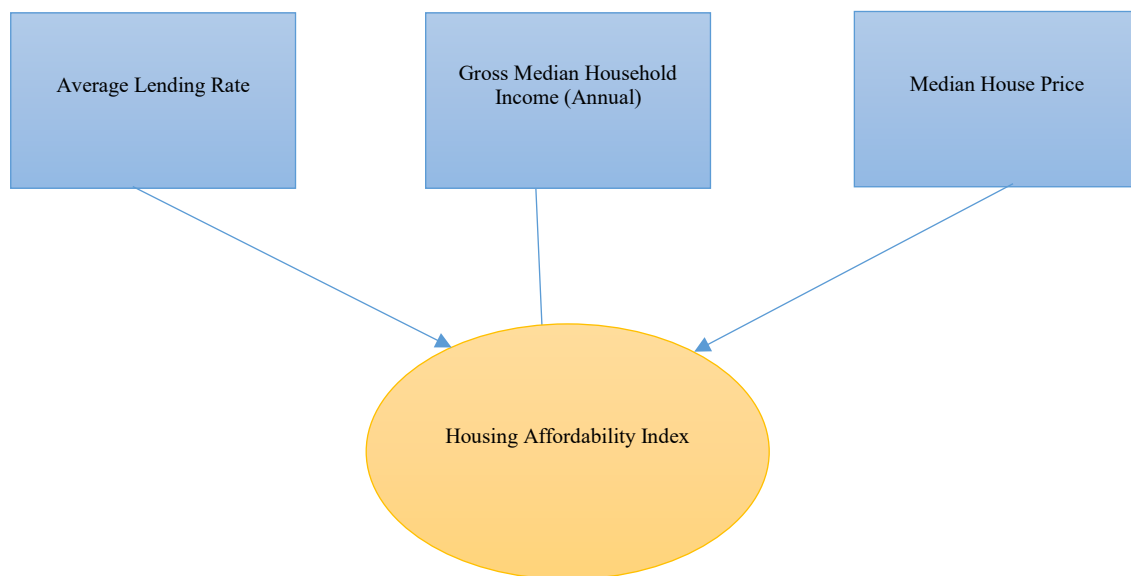 Average Lending Rate
Gross Median Household
Income (Annual)
Median House Price
Housing Affordability Index